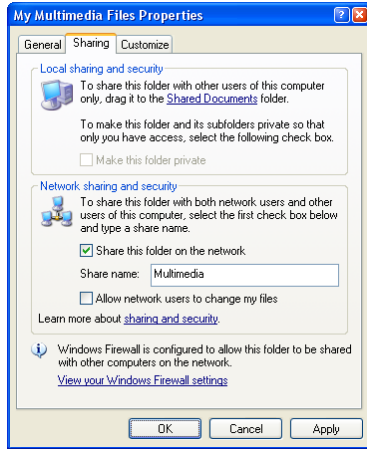 My Multimedia Files Properties
General Sharing Customize
Local sharing and security
To share this folder with other users of this computer
only, drag it to the Shared Documents folder.
To make this folder and its subfolders private so that
only you have access, select the following check box.
Make this folder private
Network sharing and security
To share this folder with both network users and other
users of this computer, select the first check box below
and type a share name.
Share this folder on the network
Share name: Multimedia
Allow network users to change my files
Learn more about sharing and security.
Windows Firewall is configured to allow this folder to be shared
with other computers on the network.
View your Windows Firewall settings
OK Cancel Apply